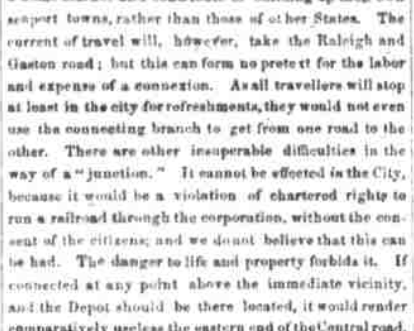 seaport towns, rather than those of other States. The
current of travel will, however, take the Raleigh and
Gaston road; but this can form no pretext for the labor
and expense of a connexion. As all travellers will stop
at least in the city for refreshments, they would not even
use the connecting branch to get from one road to the
other. There are other insuperable difficulties in the
way of a "junction." It cannot be effected in the City,
because it would be a violation of chartered rights to
run a railroad through the corporation, without the con-
sent of the citizens; and we do not believe that this can
be had. The danger to life and property forbids it. If
connected at any point above the immediate vicinity,
and the Depot should be there located, it would render
comparatively useless the eastern end of the Central road